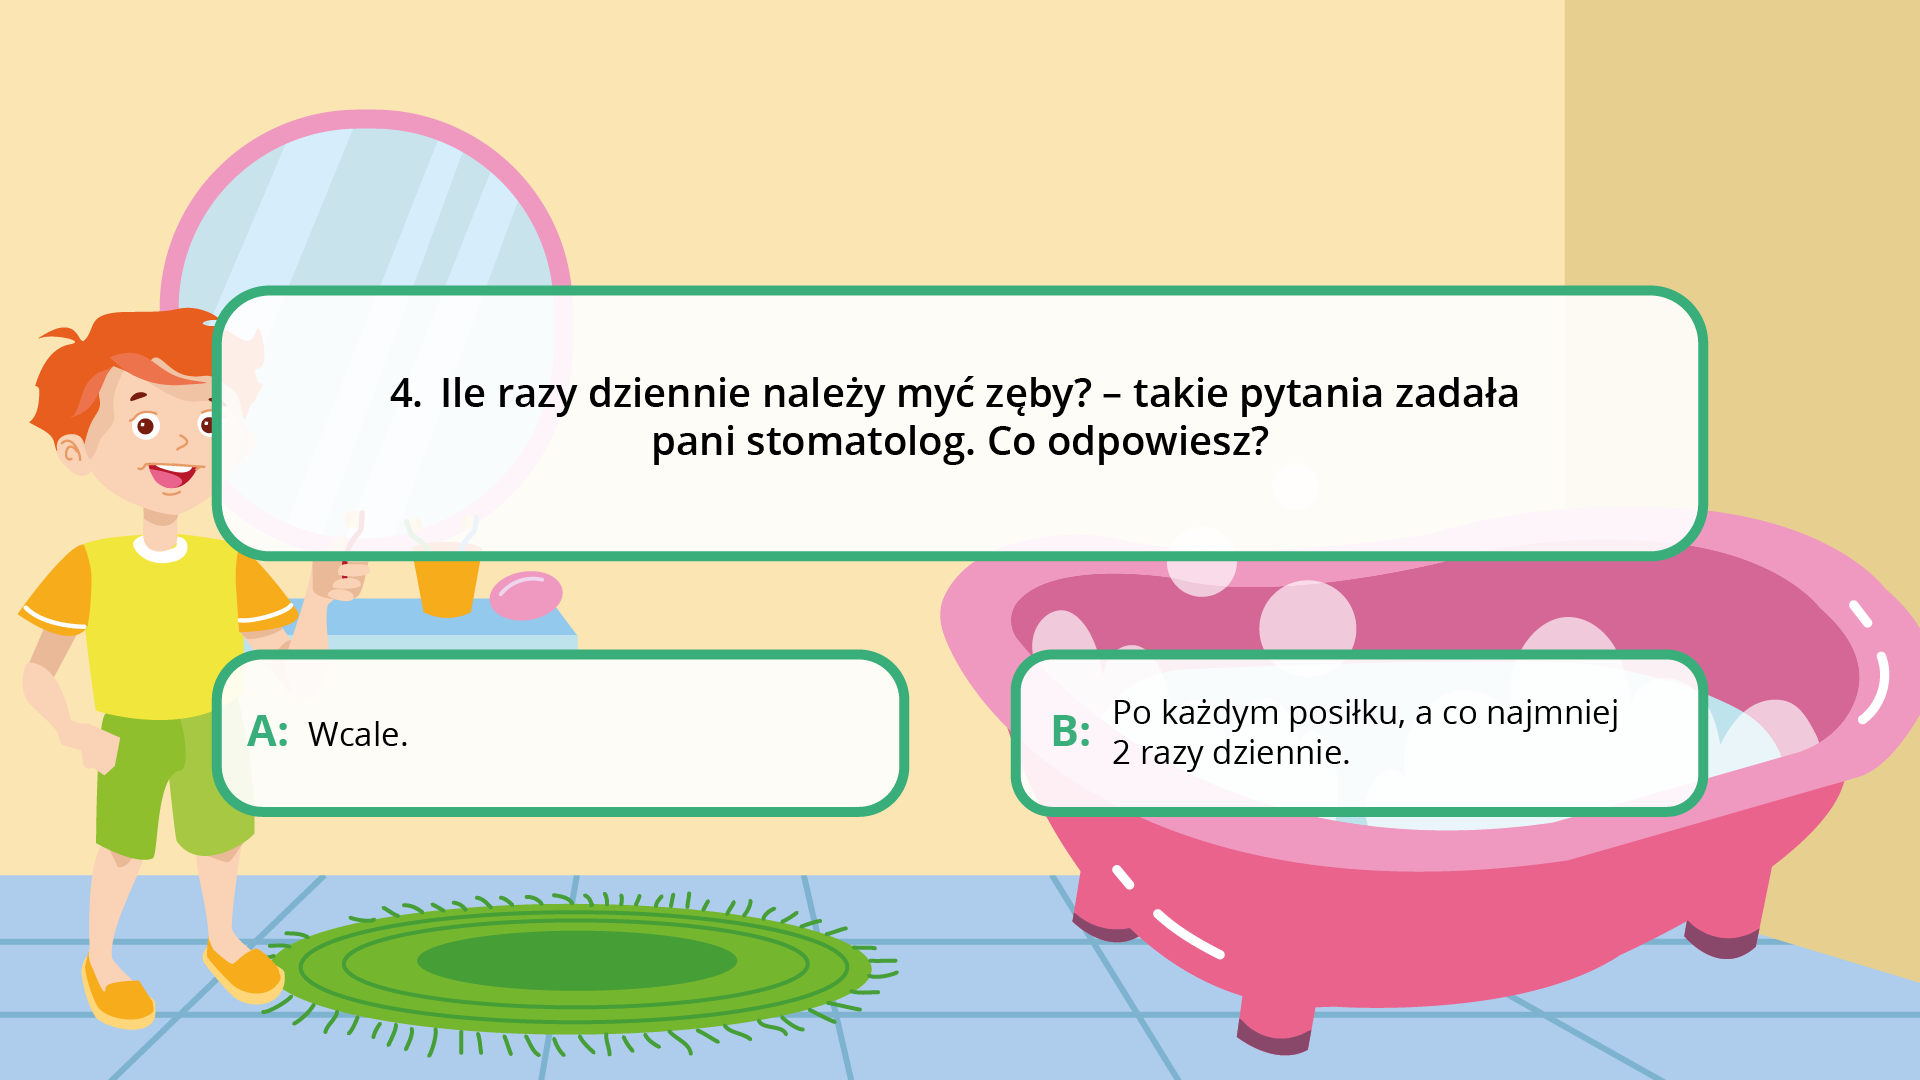 4. Ile razy dziennie należy myć zęby? – takie pytania zadała
pani stomatolog. Co odpowiesz?
A: Wcale.
B: Po każdym posiłku, a co najmniej
2 razy dziennie.